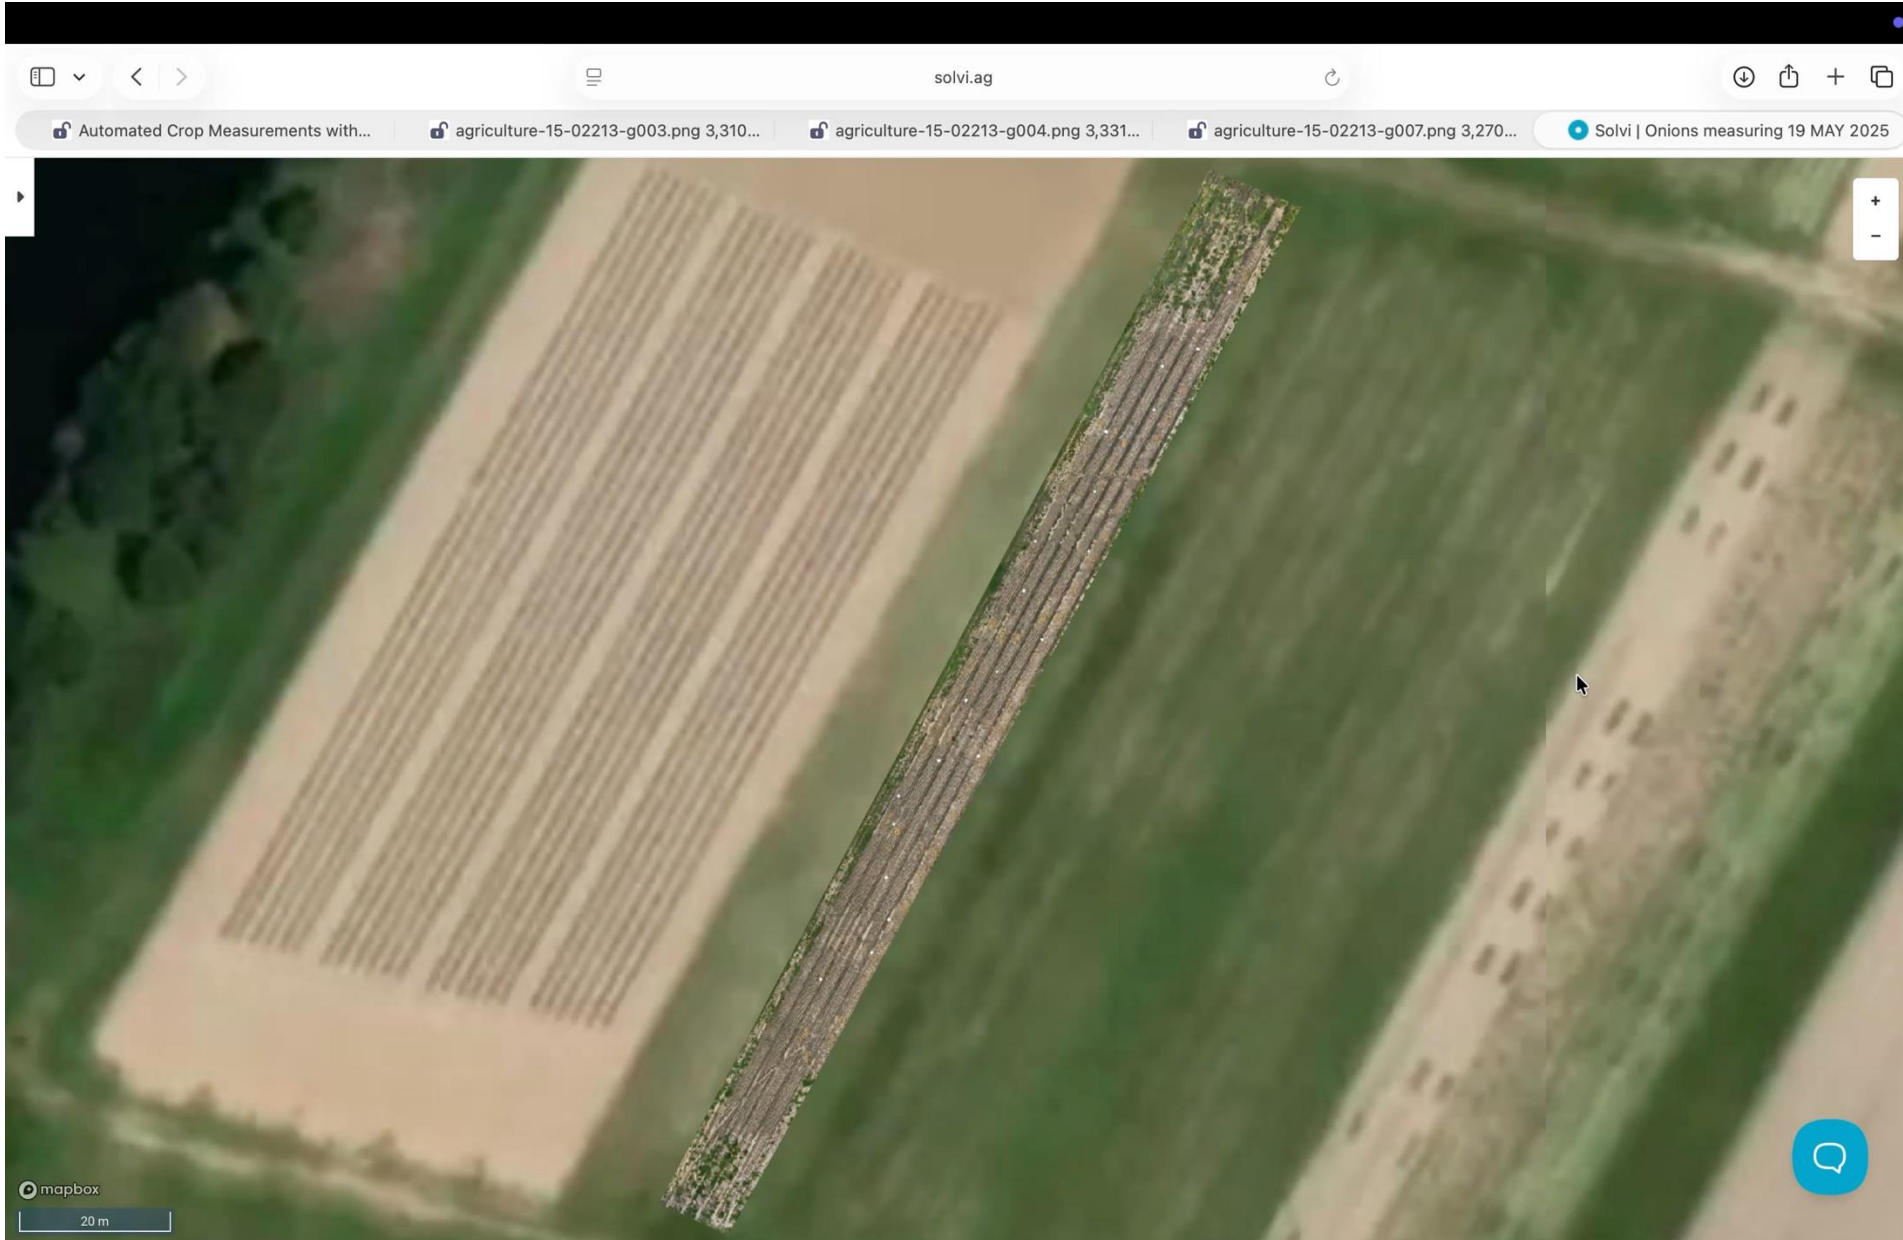 solvi.ag
Automated Crop Measurements with...
agriculture-15-02213-g003.png 3,310...
agriculture-15-02213-g004.png 3,331...
agriculture-15-02213-g007.png 3,270...
Solvi | Onions measuring 19 MAY 2025
+
−
mapbox
20 m